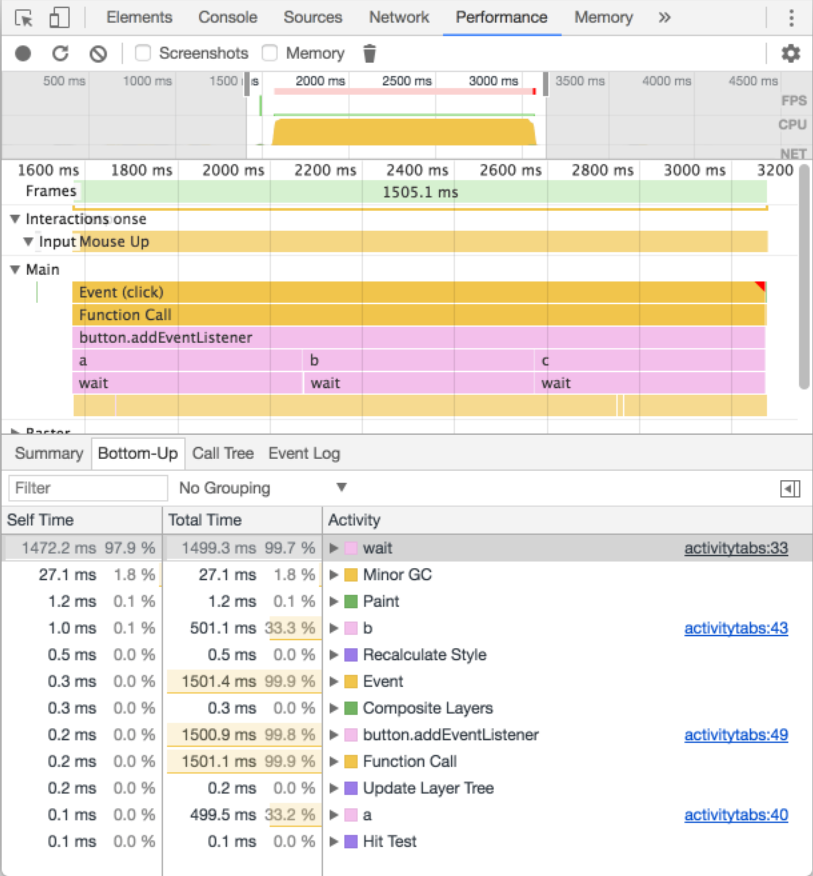 Elements Console Sources Network Performance Memory »
Screenshots Memory
500 ms 1000 ms 1500 2000 ms 2500 ms 3000 ms 3500 ms 4000 ms 4500 ms
FPS
CPU
NET
1600 ms 1800 ms 2000 ms 2200 ms 2400 ms 2600 ms 2800 ms 3000 ms 3200
Frames 1505.1 ms
Interactions onse
Input Mouse Up
Main
Event (click)
Function Call
button.addEventListener
a b c
wait wait wait
Raster
Summary Bottom-Up Call Tree Event Log
Filter No Grouping
Self Time Total Time Activity
1472.2 ms 97.9 % 1499.3 ms 99.7 % wait activitytabs:33
27.1 ms 1.8 % 27.1 ms 1.8 % Minor GC
1.2 ms 0.1 % 1.2 ms 0.1 % Paint
1.0 ms 0.1 % 501.1 ms 33.3 % b activitytabs:43
0.5 ms 0.0 % 0.5 ms 0.0 % Recalculate Style
0.3 ms 0.0 % 1501.4 ms 99.9 % Event
0.3 ms 0.0 % 0.3 ms 0.0 % Composite Layers
0.2 ms 0.0 % 1500.9 ms 99.8 % button.addEventListener activitytabs:49
0.2 ms 0.0 % 1501.1 ms 99.9 % Function Call
0.2 ms 0.0 % 0.2 ms 0.0 % Update Layer Tree
0.1 ms 0.0 % 499.5 ms 33.2 % a activitytabs:40
0.1 ms 0.0 % 0.1 ms 0.0 % Hit Test